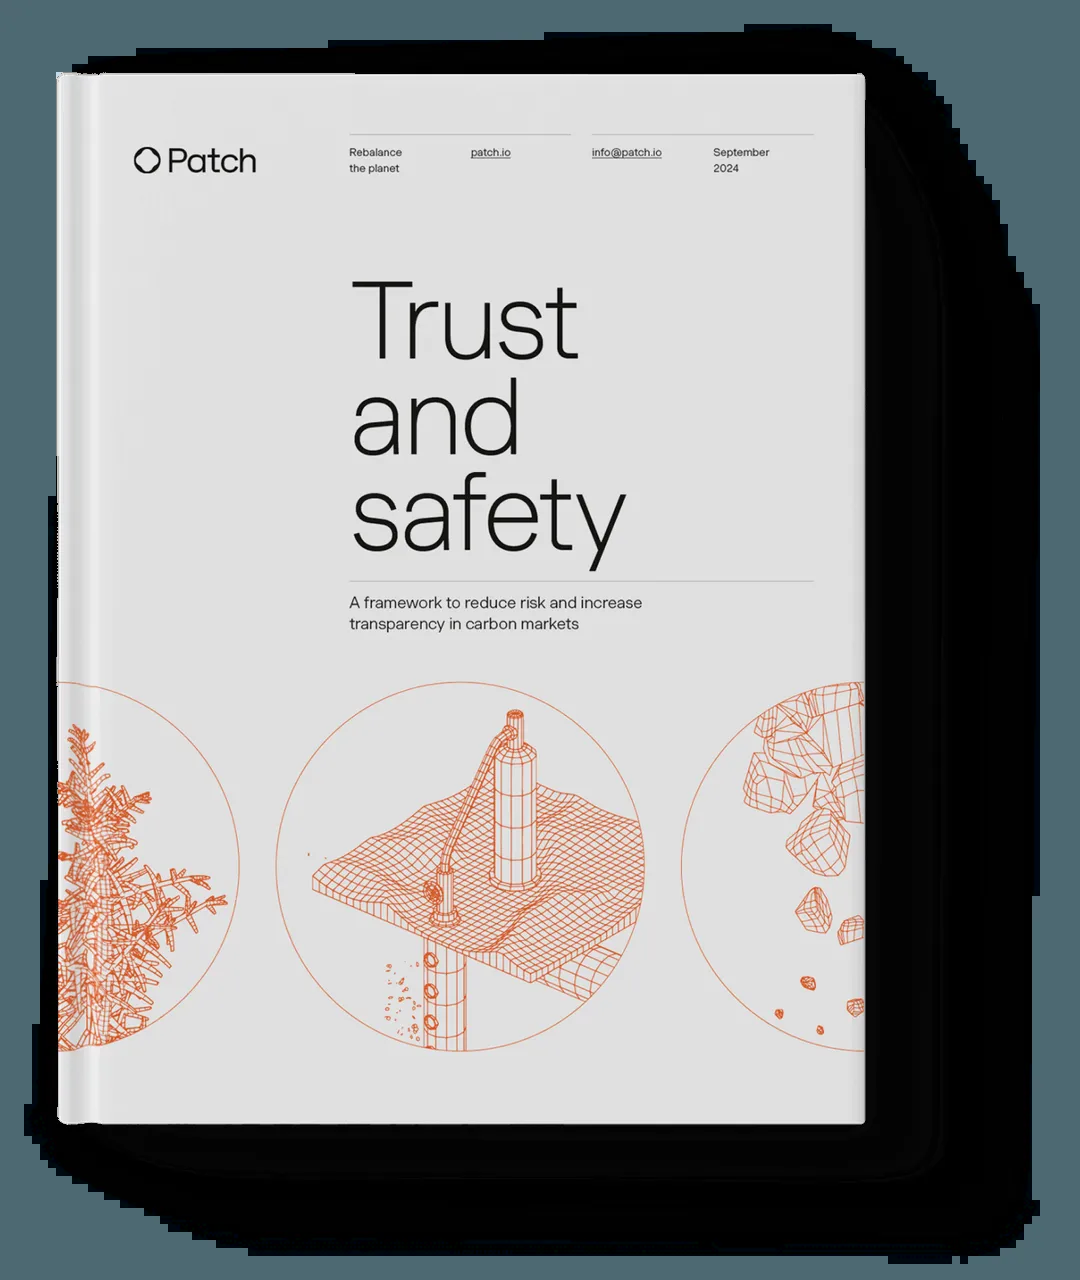 Patch
Rebalance
the planet
patch.io
info@patch.io
September
2024
Trust
and
safety
A framework to reduce risk and increase
transparency in carbon markets